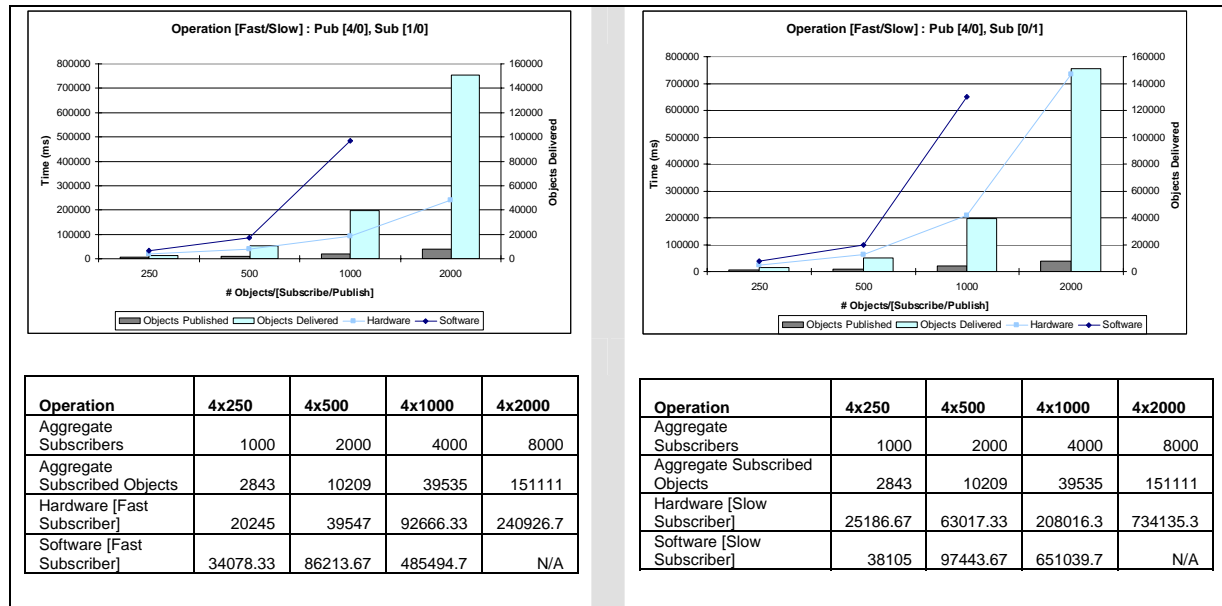 Operation [Fast/Slow] : Pub [4/0], Sub [1/0]
800000
700000
600000
500000
400000
300000
200000
100000
0
Time (ms)
160000
140000
120000
100000
80000
60000
40000
20000
0
Objects Delivered
250 500 1000 2000
# Objects/[Subscribe/Publish]
Objects Published Objects Delivered Hardware Software
Operation 4x250 4x500 4x1000 4x2000
Aggregate
Subscribers 1000 2000 4000 8000
Aggregate
Subscribed Objects 2843 10209 39535 151111
Hardware [Fast
Subscriber] 20245 39547 92666.33 240926.7
Software [Fast
Subscriber] 34078.33 86213.67 485494.7 N/A
Operation [Fast/Slow] : Pub [4/0], Sub [0/1]
800000
700000
600000
500000
400000
300000
200000
100000
0
Time (ms)
160000
140000
120000
100000
80000
60000
40000
20000
0
Objects Delivered
250 500 1000 2000
# Objects/[Subscribe/Publish]
Objects Published Objects Delivered Hardware Software
Operation 4x250 4x500 4x1000 4x2000
Aggregate
Subscribers 1000 2000 4000 8000
Aggregate Subscribed
Objects 2843 10209 39535 151111
Hardware [Slow
Subscriber] 25186.67 63017.33 208016.3 734135.3
Software [Slow
Subscriber] 38105 97443.67 651039.7 N/A